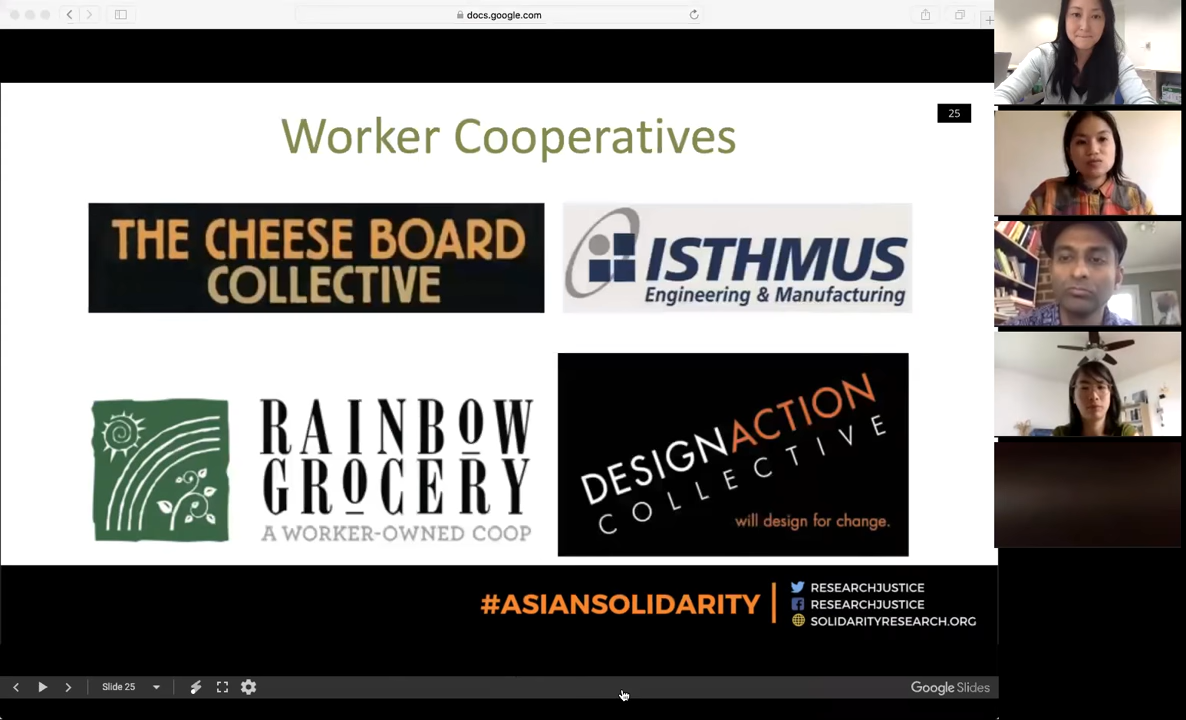 docs.google.com
25
Worker Cooperatives
THE CHEESE BOARD
COLLECTIVE
ISTHMUS
Engineering & Manufacturing
RAINBOW
GROCERY
A WORKER-OWNED COOP
DESIGNACTION
COLLECTIVE
will design for change.
#ASIANSOLIDARITY
RESEARCHJUSTICE
RESEARCHJUSTICE
SOLIDARITYRESEARCH.ORG
Slide 25
Google Slides